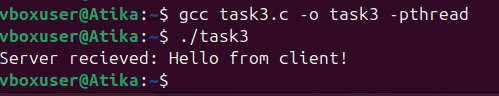 vboxuser@Atika:~$ gcc task3.c -o task3 -pthread
vboxuser@Atika:~$ ./task3
Server recieved: Hello from client!
vboxuser@Atika:~$